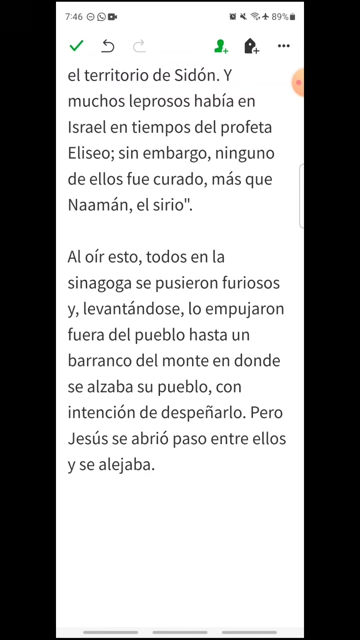 7:46
89%
el territorio de Sidón. Y
muchos leprosos había en
Israel en tiempos del profeta
Eliseo; sin embargo, ninguno
de ellos fue curado, más que
Naamán, el sirio".
Al oír esto, todos en la
sinagoga se pusieron furiosos
y, levantándose, lo empujaron
fuera del pueblo hasta un
barranco del monte en donde
se alzaba su pueblo, con
intención de despeñarlo. Pero
Jesús se abrió paso entre ellos
y se alejaba.